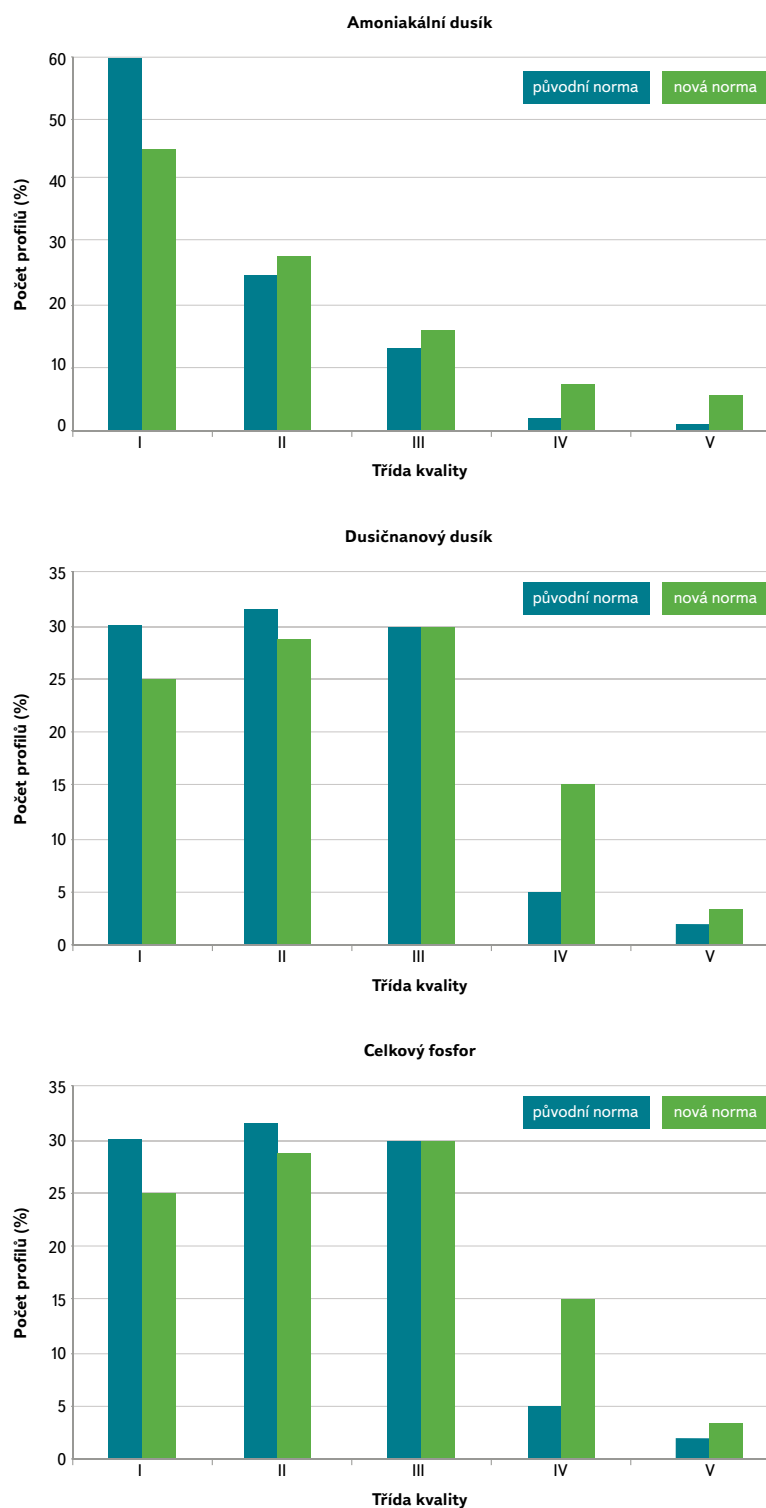 Amoniakální dusík
původní norma nová norma
Počet profilů (%)
60
50
40
30
20
10
0
I II III IV V
Třída kvality
Dusičnanový dusík
původní norma nová norma
Počet profilů (%)
35
30
25
20
15
10
5
0
I II III IV V
Třída kvality
Celkový fosfor
původní norma nová norma
Počet profilů (%)
35
30
25
20
15
10
5
0
I II III IV V
Třída kvality